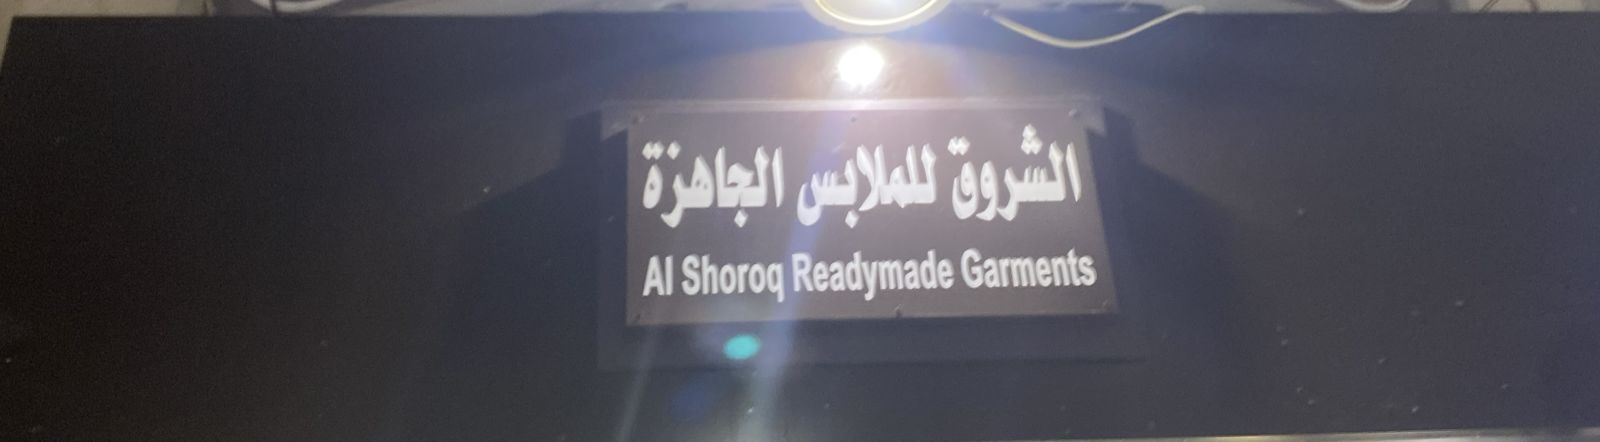 الشروق للملابس الجاهزة
Al Shoroq Readymade Garments